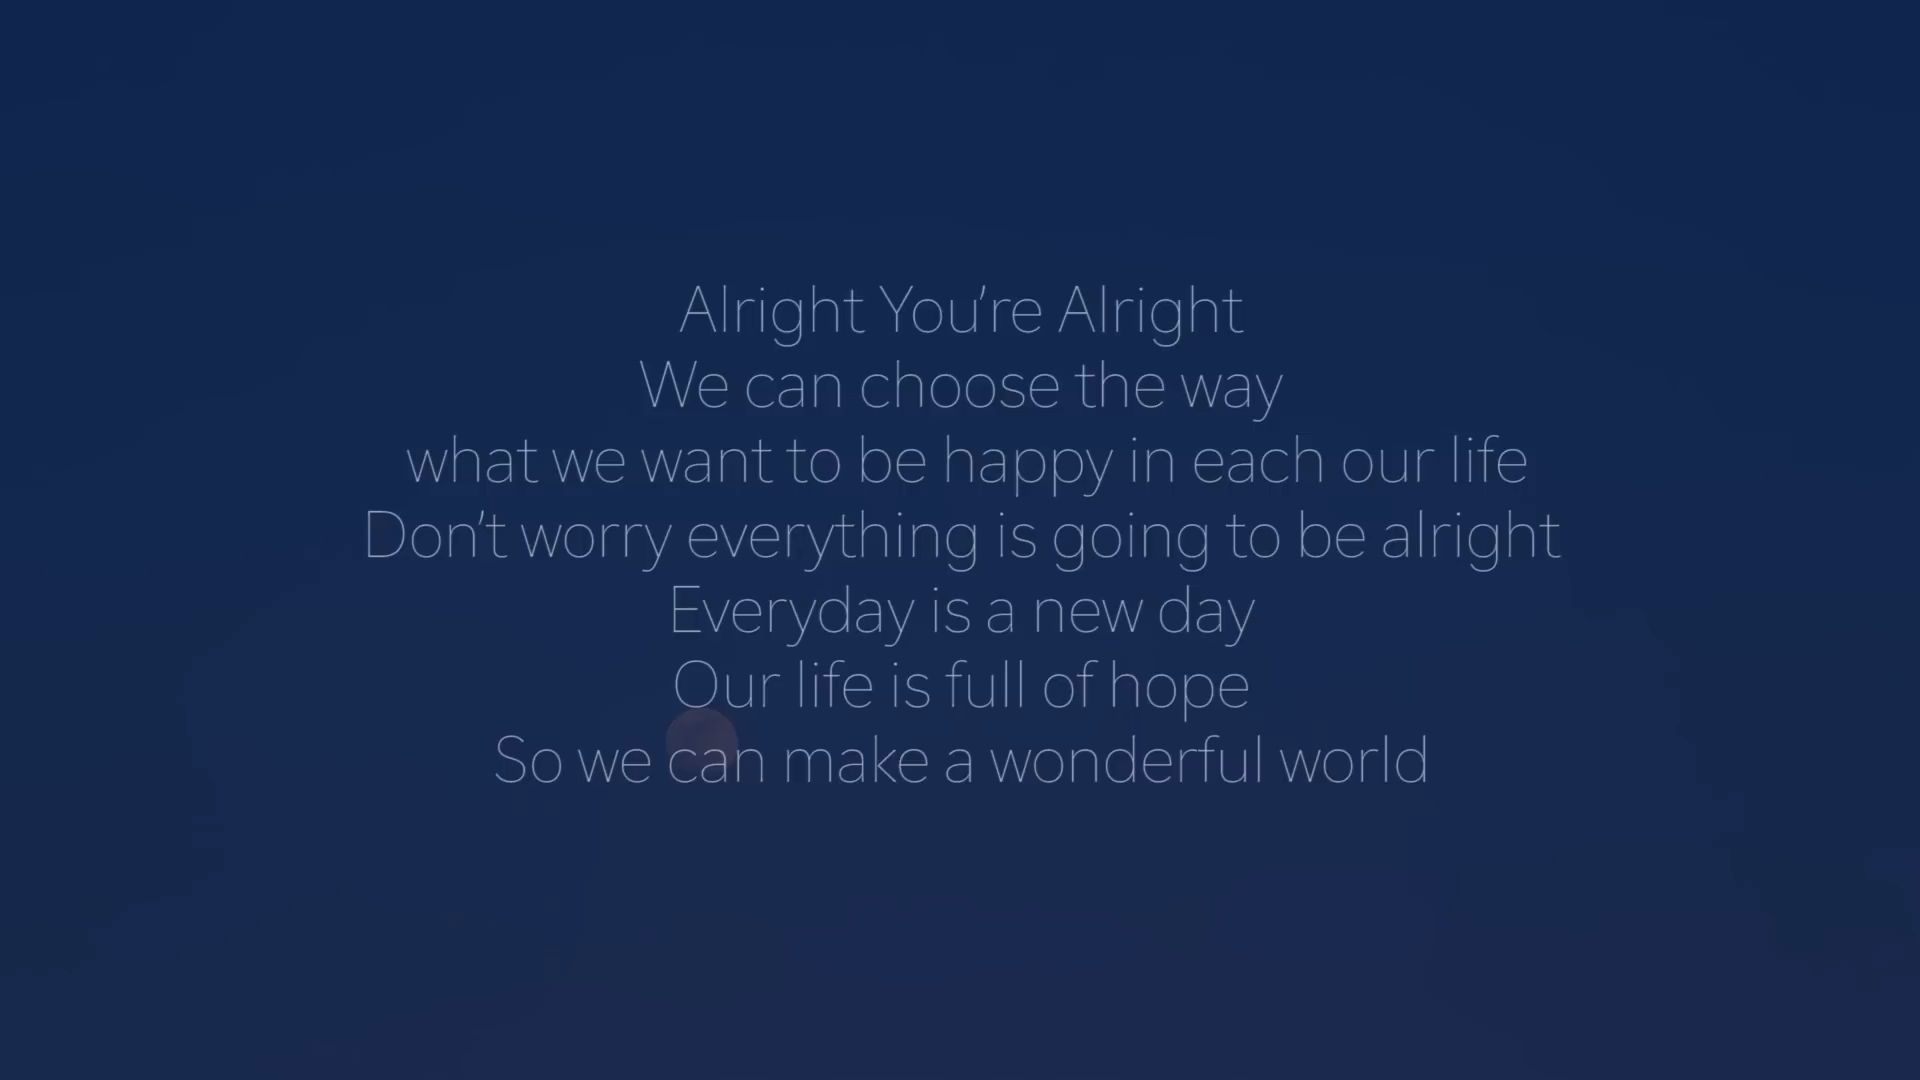 Alright You're Alright
We can choose the way
what we want to be happy in each our life
Don't worry everything is going to be alright
Everyday is a new day
Our life is full of hope
So we can make a wonderful world